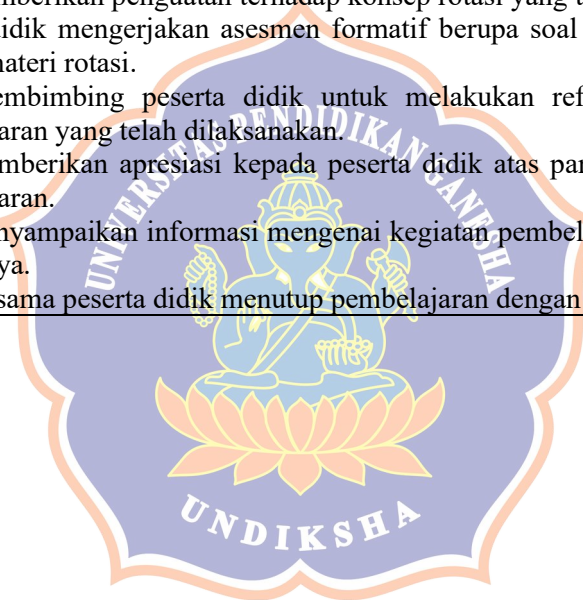 mberikan penguatan terhadap konsep rotasi yang
didik mengerjakan asesmen formatif berupa soal
materi rotasi.
embimbing peserta didik untuk melakukan ref
aran yang telah dilaksanakan.
mberikan apresiasi kepada peserta didik atas par
aran.
nyampaikan informasi mengenai kegiatan pembel
ya.
sama peserta didik menutup pembelajaran dengan
UNIVERSITAS PENDIDIKAN GANESHA
UNDIKSHA